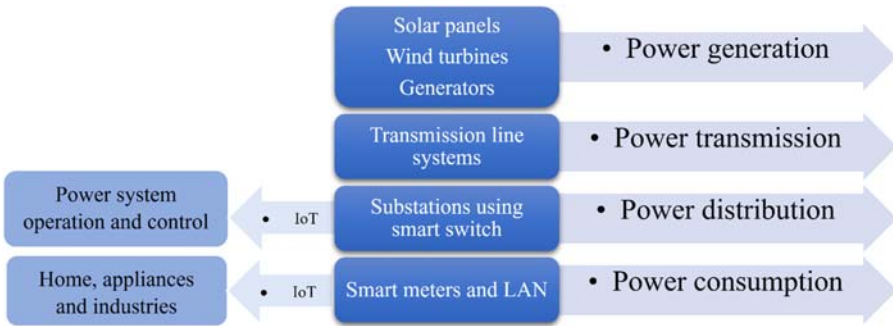 Solar panels
Wind turbines
Generators
• Power generation
Transmission line
systems
• Power transmission
Power system
operation and control
• IoT
Substations using
smart switch
• Power distribution
Home, appliances
and industries
• IoT
Smart meters and LAN
• Power consumption